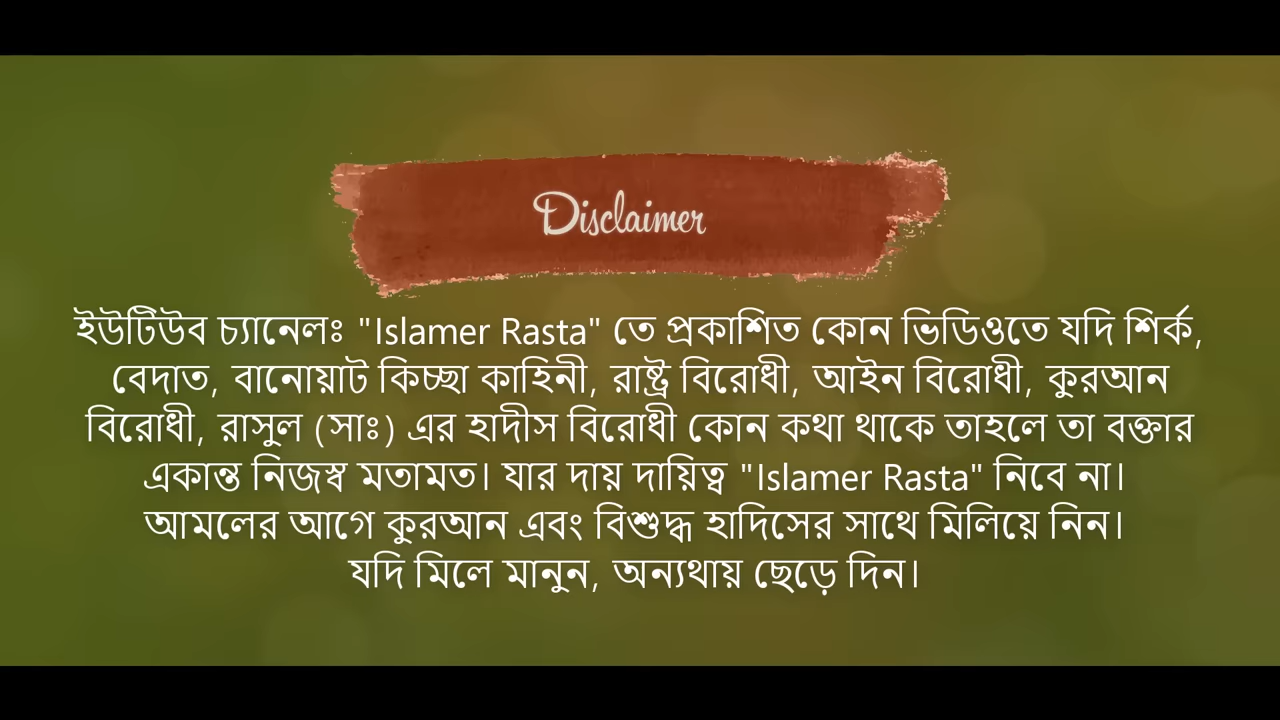 Disclaimer
ইউটিউব চ্যানেলঃ "Islamer Rasta" তে প্রকাশিত কোন ভিডিওতে যদি শির্ক,
বেদাত, বানোয়াট কিচ্ছা কাহিনী, রাষ্ট্র বিরোধী, আইন বিরোধী, কুরআন
বিরোধী, রাসুল (সাঃ) এর হাদীস বিরোধী কোন কথা থাকে তাহলে তা বক্তার
একান্ত নিজস্ব মতামত। যার দায় দায়িত্ব "Islamer Rasta" নিবে না।
আমলের আগে কুরআন এবং বিশুদ্ধ হাদিসের সাথে মিলিয়ে নিন।
যদি মিলে মানুন, অন্যথায় ছেড়ে দিন।